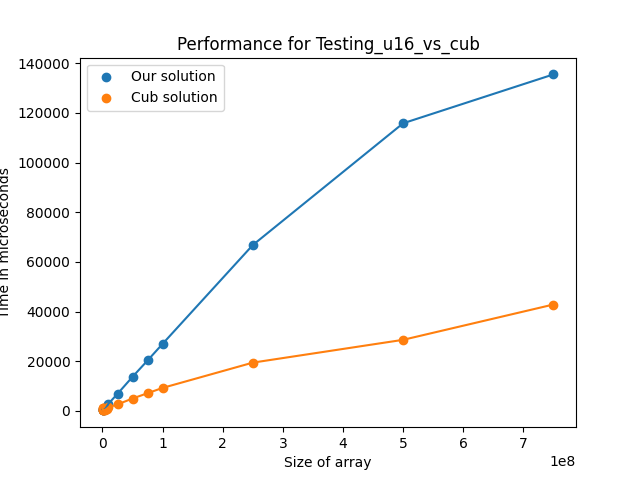 Performance for Testing_u16_vs_cub
Our solution
Cub solution
140000
120000
100000
80000
60000
40000
20000
0
Time in microseconds
0 1 2 3 4 5 6 7
1e8
Size of array